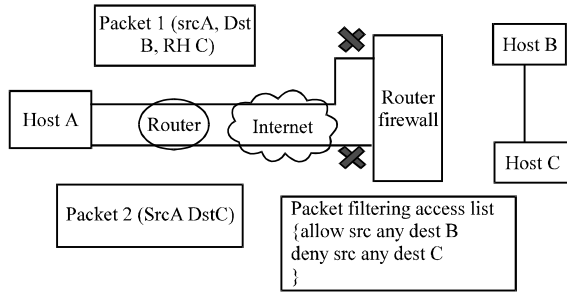 Packet 1 (srcA, Dst
B, RH C)
Host B
Host A
Router
Internet
Router
firewall
Host C
Packet 2 (SrcA DstC)
Packet filtering access list
{allow src any dest B
deny src any dest C
}